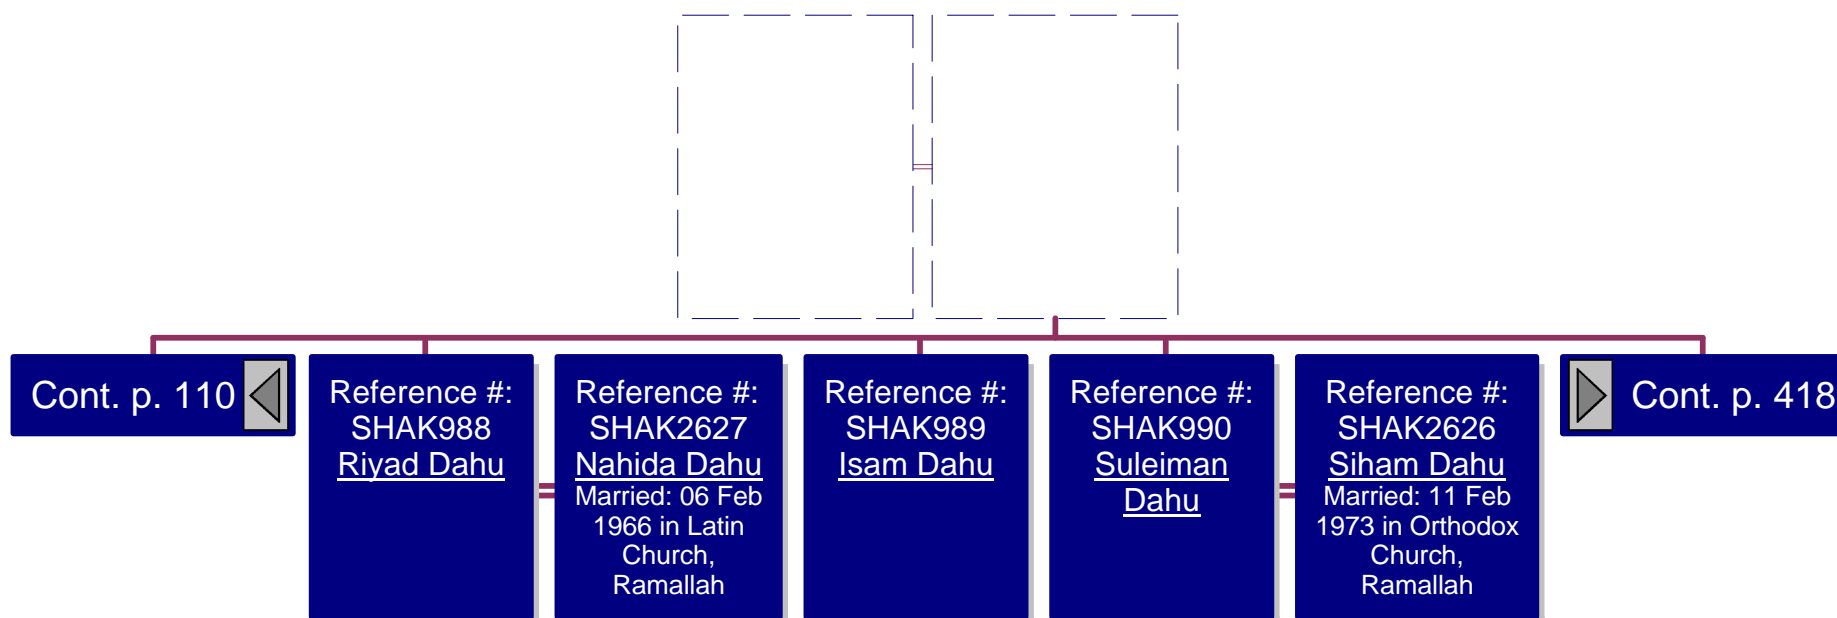 Cont. p. 110
Reference #:
SHAK988
Riyad Dahu
Reference #:
SHAK2627
Nahida Dahu
Married: 06 Feb
1966 in Latin
Church,
Ramallah
Reference #:
SHAK989
Isam Dahu
Reference #:
SHAK990
Suleiman
Dahu
Reference #:
SHAK2626
Siham Dahu
Married: 11 Feb
1973 in Orthodox
Church,
Ramallah
Cont. p. 418